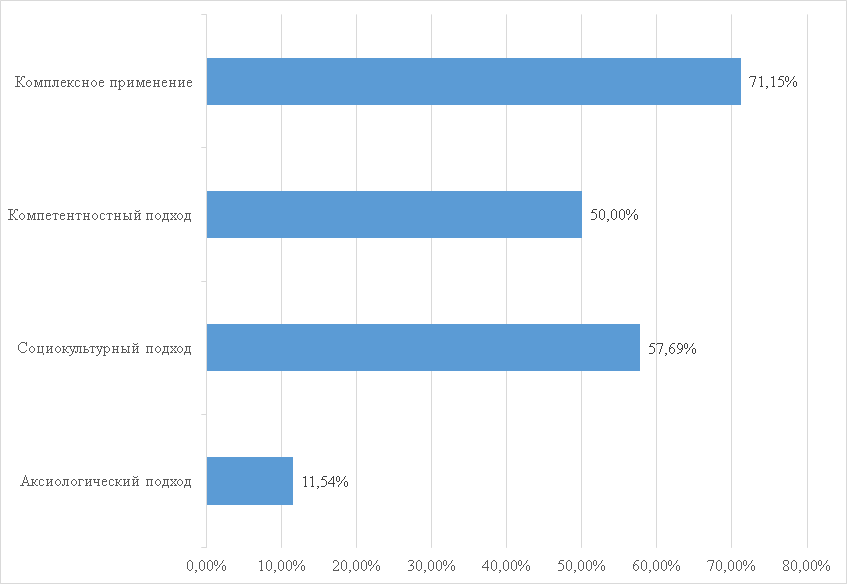 Комплексное применение
71,15%
Компетентностный подход
50,00%
Социокультурный подход
57,69%
Аксиологический подход
11,54%
0,00% 10,00% 20,00% 30,00% 40,00% 50,00% 60,00% 70,00% 80,00%